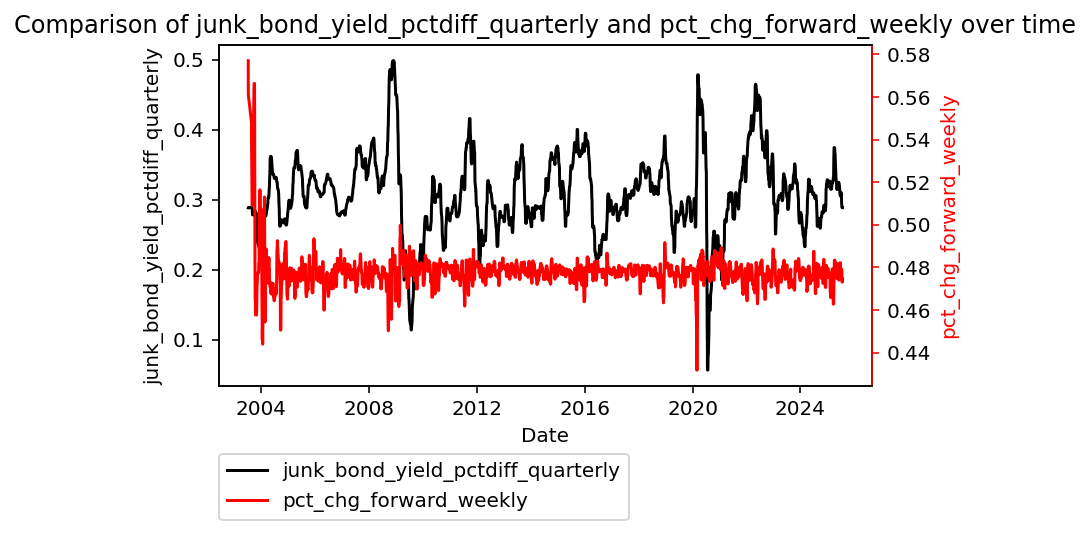 Comparison of junk_bond_yield_pctdiff_quarterly and pct_chg_forward_weekly over time
junk_bond_yield_pctdiff_quarterly
0.5
0.4
0.3
0.2
0.1
0.58
0.56
0.54
0.52
0.50
0.48
0.46
0.44
pct_chg_forward_weekly
2004 2008 2012 2016 2020 2024
Date
junk_bond_yield_pctdiff_quarterly
pct_chg_forward_weekly